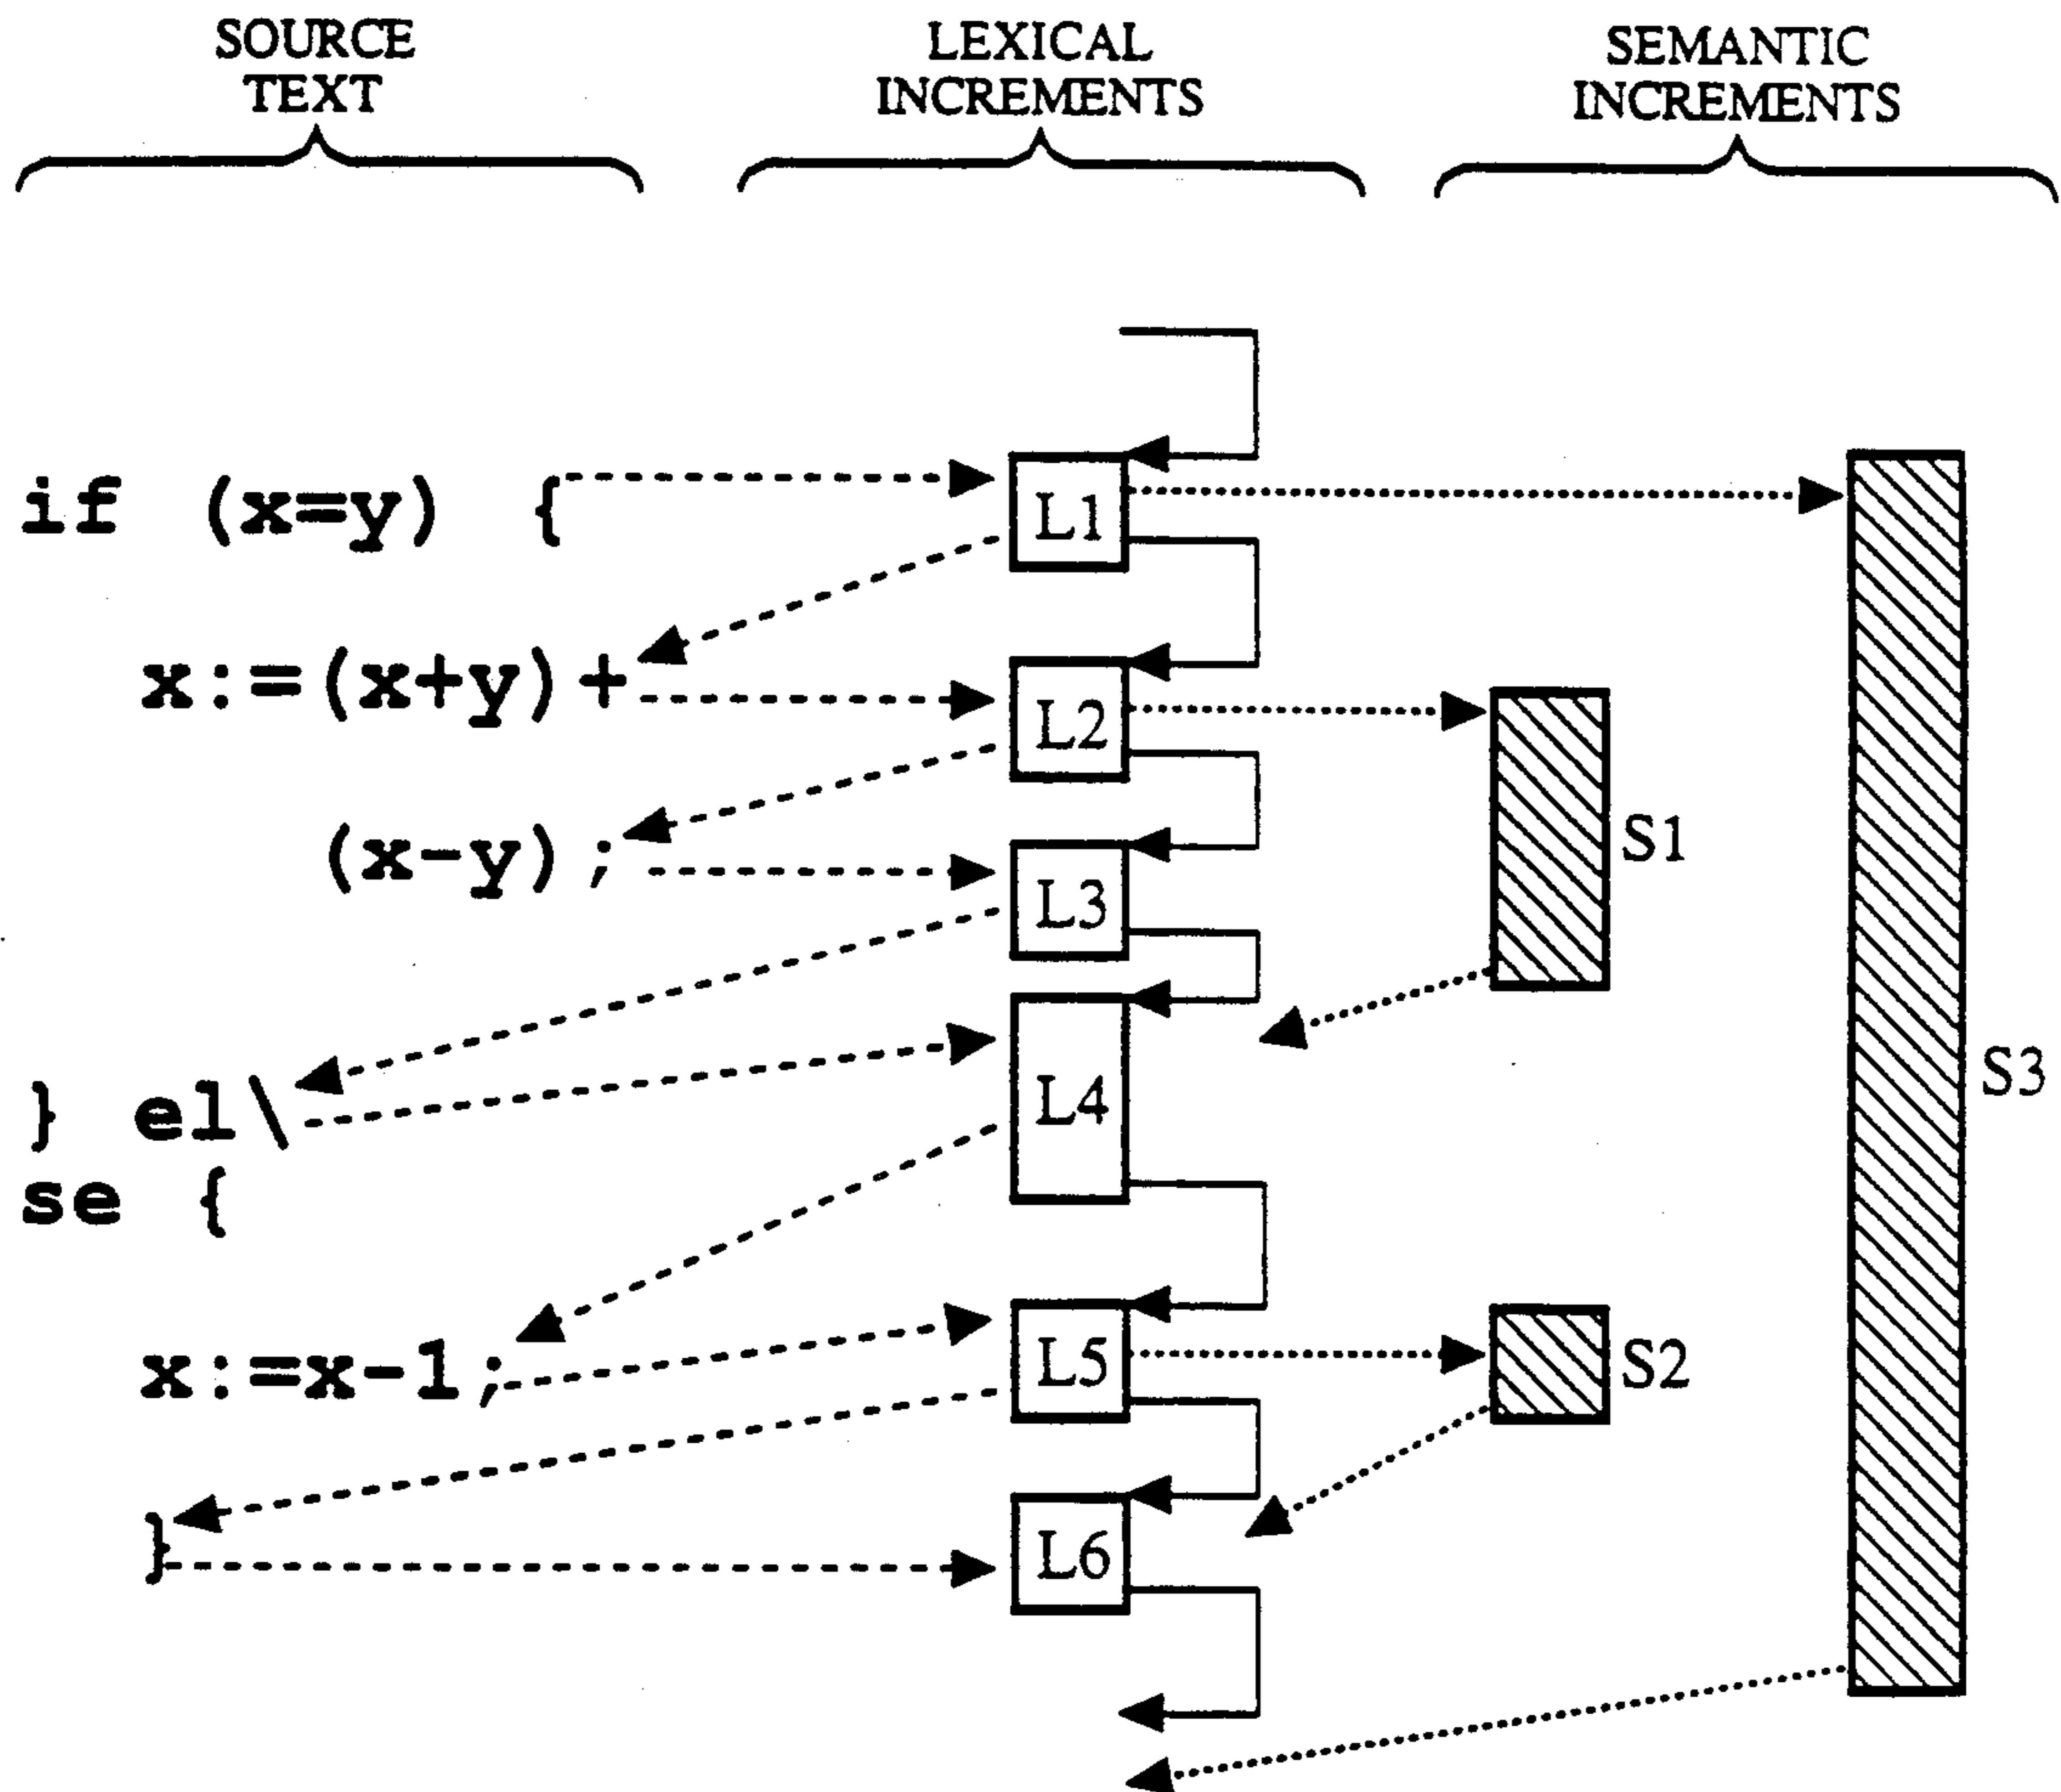 SOURCE
TEXT
LEXICAL
INCREMENTS
SEMANTIC
INCREMENTS
if (x=y) {
L1
x:=(x+y)+
L2
(x-y);
L3
S1
} el\
L4
S3
se {
x:=x-1;
L5
S2
}
L6